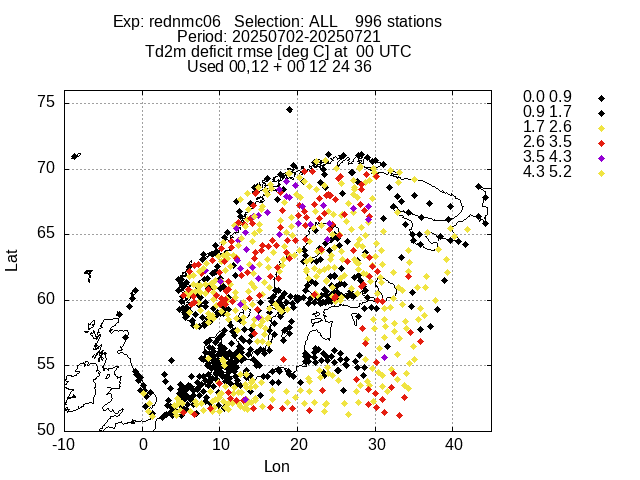 Exp: rednmc06 Selection: ALL 996 stations
Period: 20250702-20250721
Td2m deficit rmse [deg C] at 00 UTC
Used 00,12 + 00 12 24 36
0.0 0.9
0.9 1.7
1.7 2.6
2.6 3.5
3.5 4.3
4.3 5.2
75
70
65
60
55
50
Lat
-10 0 10 20 30 40
Lon